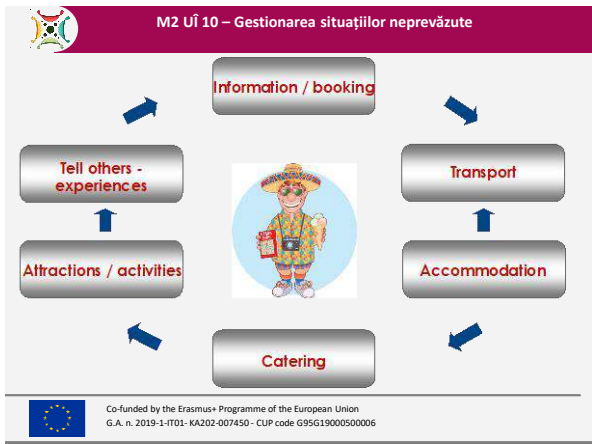 M2 UÎ 10 – Gestionarea situațiilor neprevăzute
Information / booking
Tell others -
experiences
Transport
Attractions / activities
Accommodation
Catering
Co-funded by the Erasmus+ Programme of the European Union
G.A. n. 2019-1-IT01- KA202-007450 - CUP code G95G19000500006